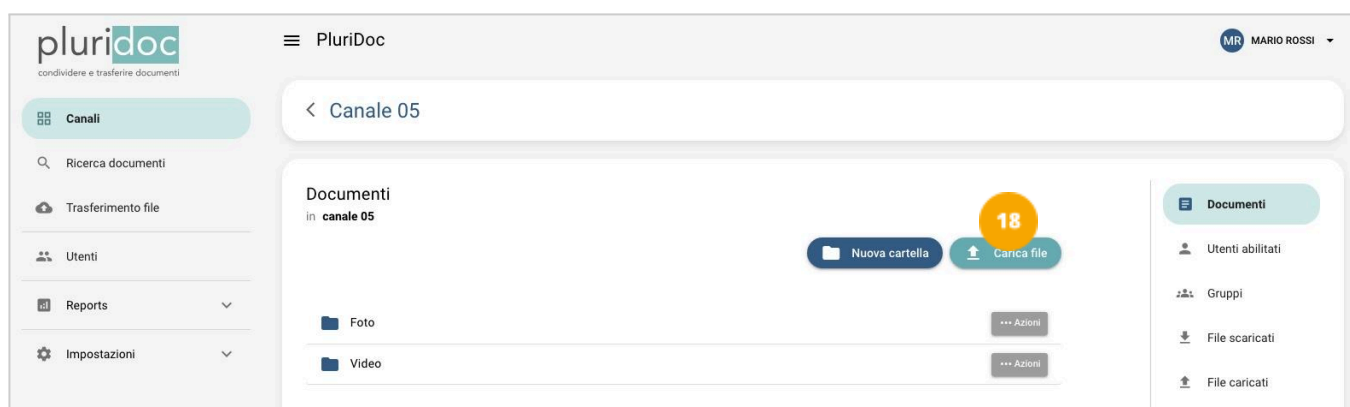 pluridoc
condividere e trasferire documenti
PluriDoc
MR MARIO ROSSI
Canali
Ricerca documenti
Trasferimento file
Utenti
Reports
Impostazioni
Canale 05
Documenti
in canale 05
18
Nuova cartella
Carica file
Foto
••• Azioni
Video
••• Azioni
Documenti
Utenti abilitati
Gruppi
File scaricati
File caricati